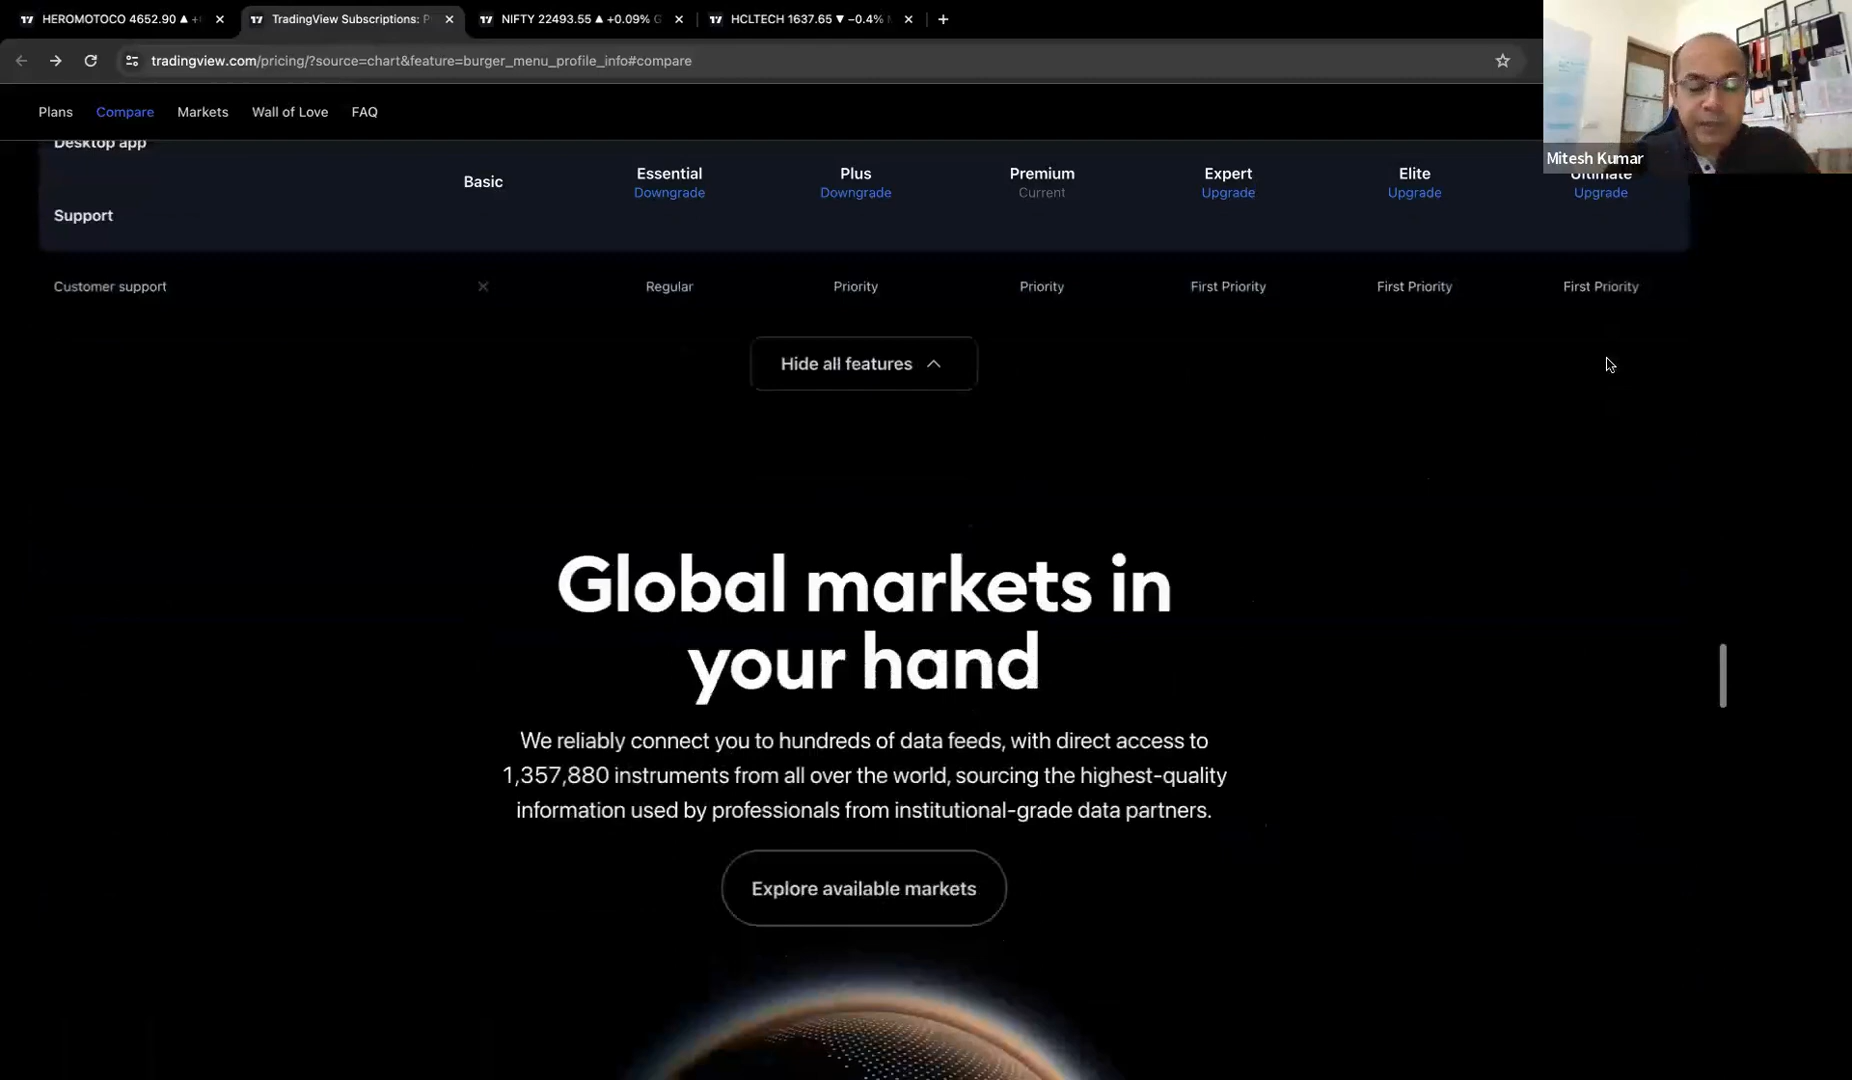 HEROMOTOCO 4652.90 ▲ +
TradingView Subscriptions: P
NIFTY 22493.55 ▲ +0.09%
HCLTECH 1637.65 ▼ −0.4%
tradingview.com/pricing/?source=chart&feature=burger_menu_profile_info#compare
Mitesh Kumar
Plans
Compare
Markets
Wall of Love
FAQ
Desktop app
Basic
Essential
Downgrade
Plus
Downgrade
Premium
Current
Expert
Upgrade
Elite
Upgrade
Ultimate
Upgrade
Support
Customer support
Regular
Priority
Priority
First Priority
First Priority
First Priority
Hide all features
Global markets in
your hand
We reliably connect you to hundreds of data feeds, with direct access to
1,357,880 instruments from all over the world, sourcing the highest-quality
information used by professionals from institutional-grade data partners.
Explore available markets